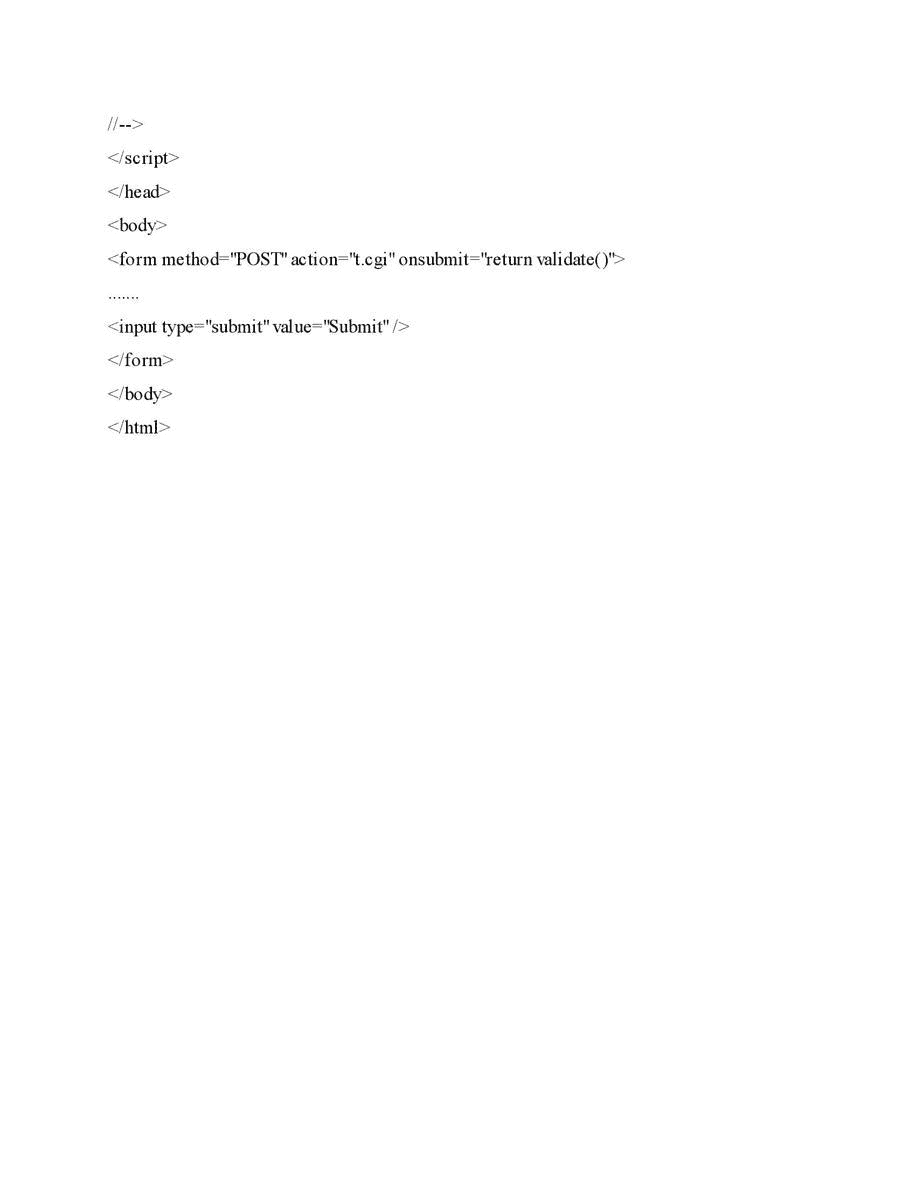 //-->
</script>
</head>
<body>
<form method="POST" action="t.cgi" onsubmit="return validate()">
.......
<input type="submit" value="Submit" />
</form>
</body>
</html>